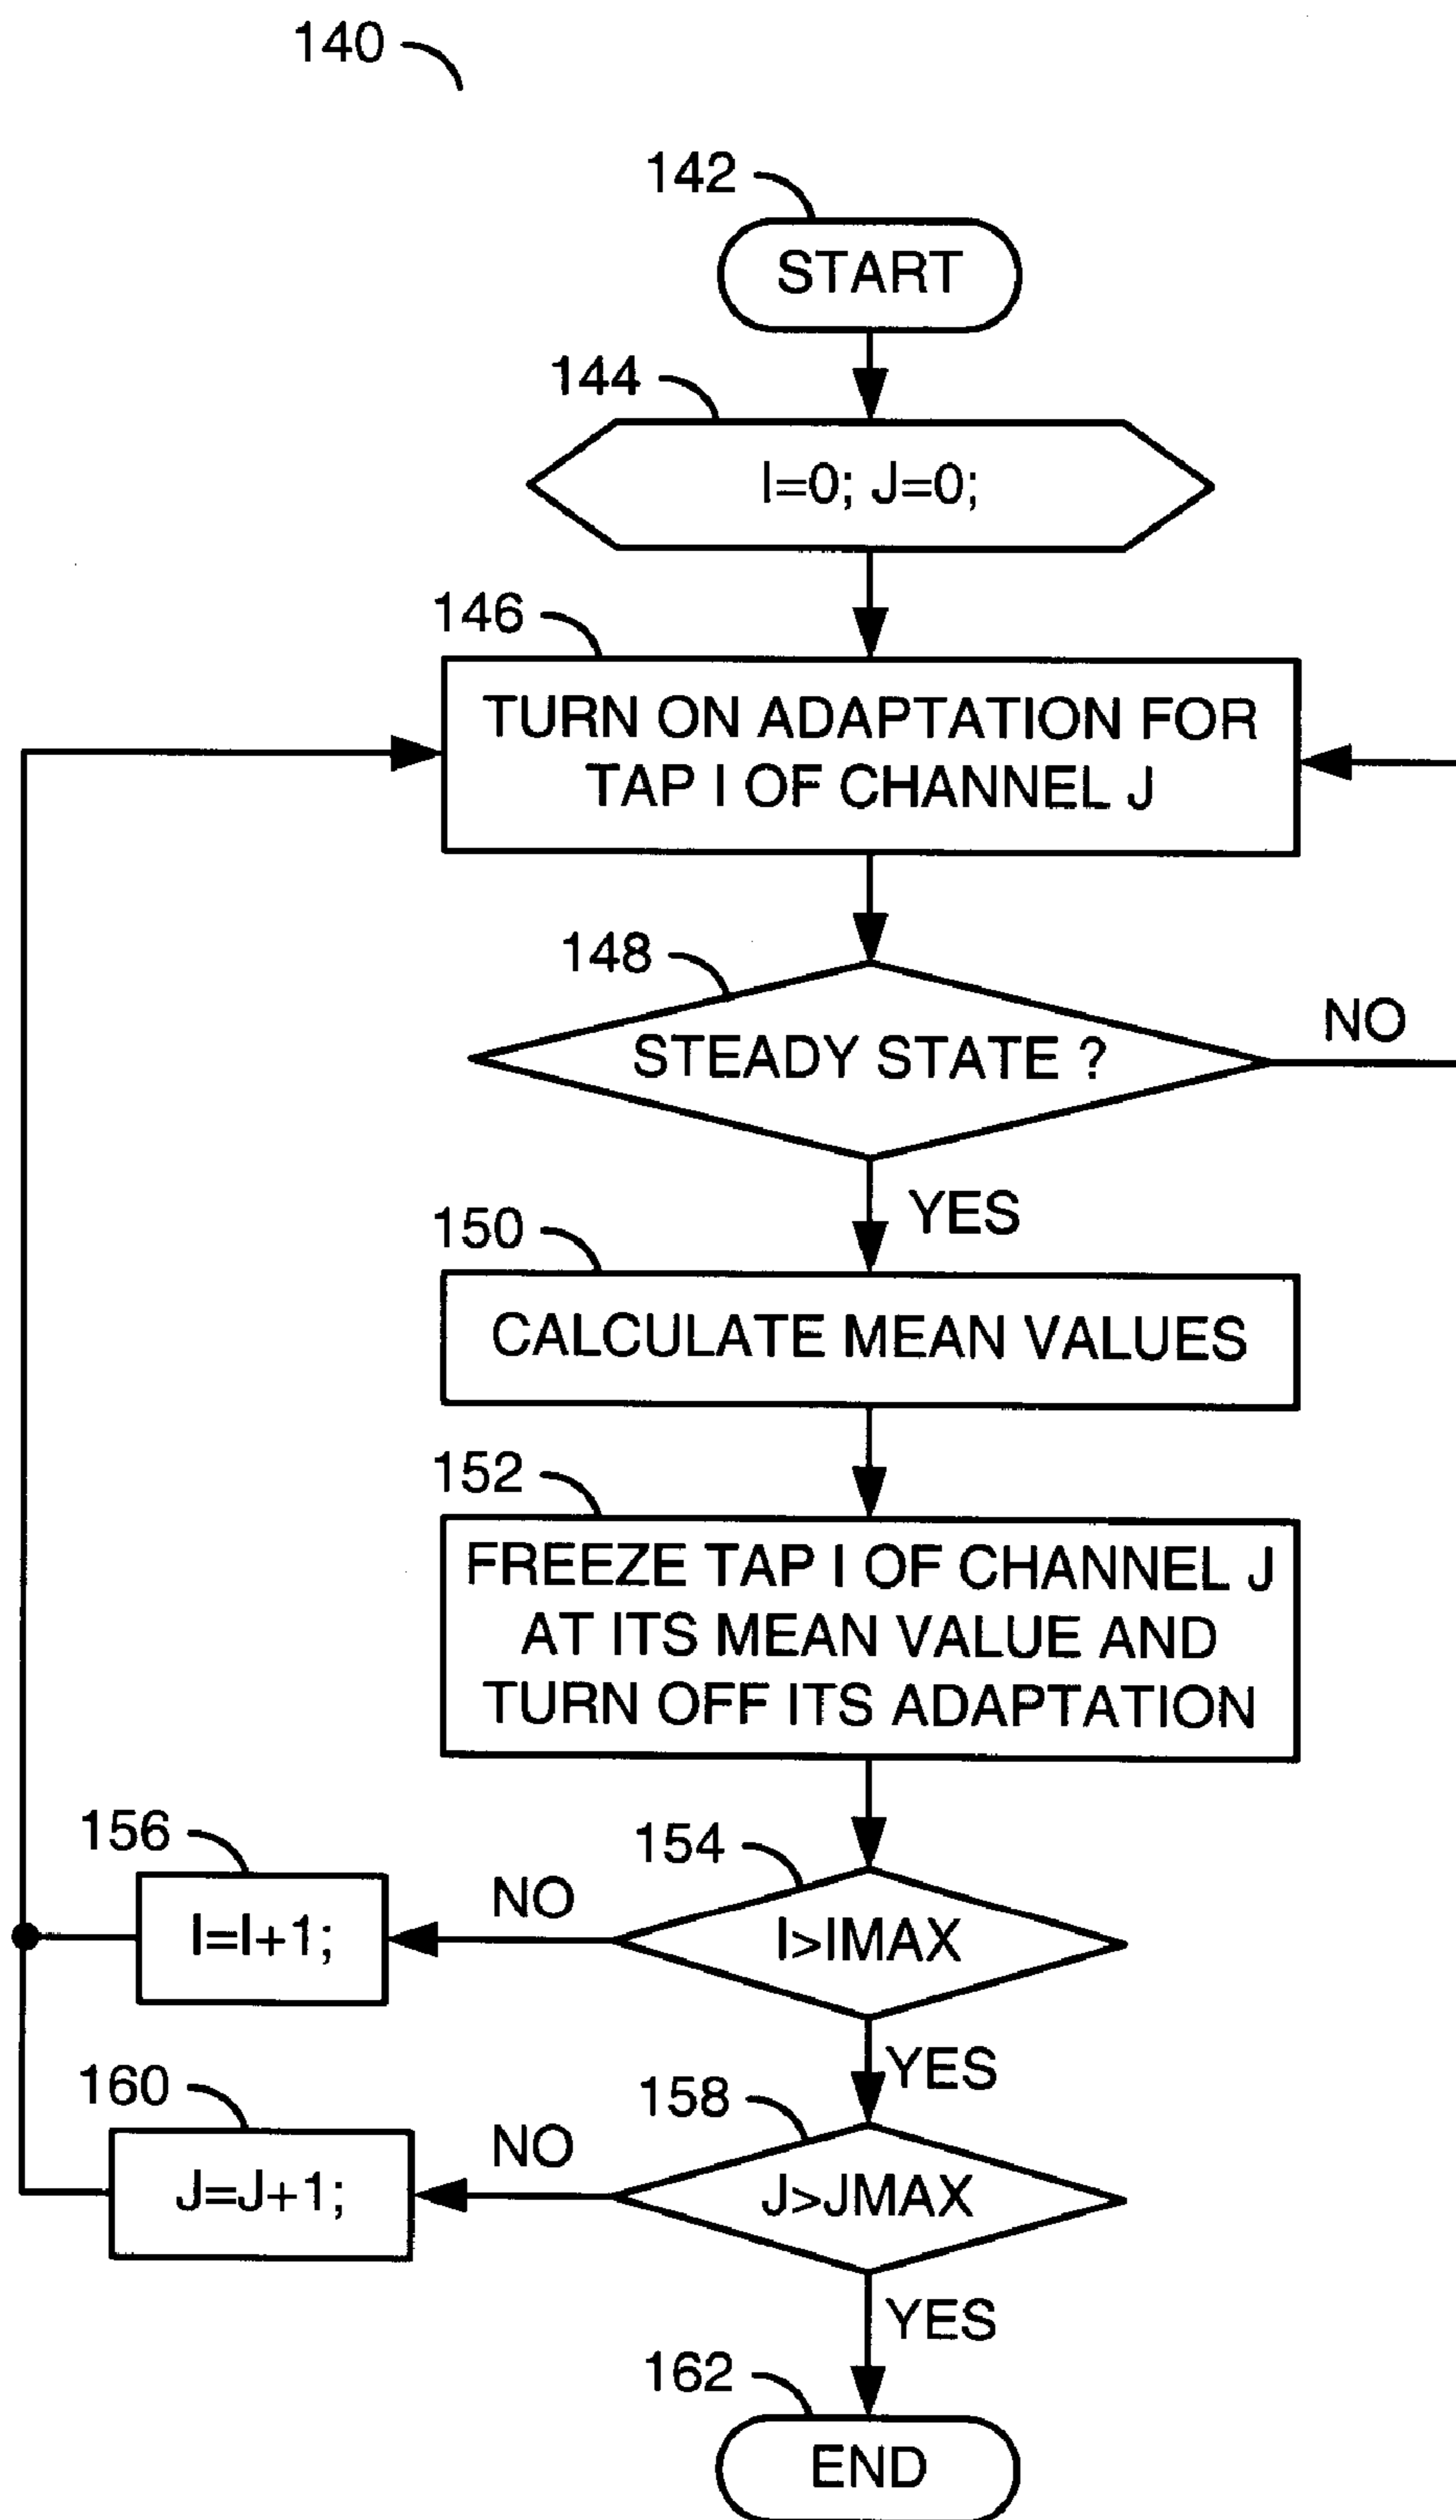 140
142
START
144
I=0; J=0;
146
TURN ON ADAPTATION FOR
TAP I OF CHANNEL J
148
STEADY STATE ?
NO
YES
150
CALCULATE MEAN VALUES
152
FREEZE TAP I OF CHANNEL J
AT ITS MEAN VALUE AND
TURN OFF ITS ADAPTATION
156
154
I=I+1;
NO
I>IMAX
YES
160
158
J=J+1;
NO
J>JMAX
YES
162
END